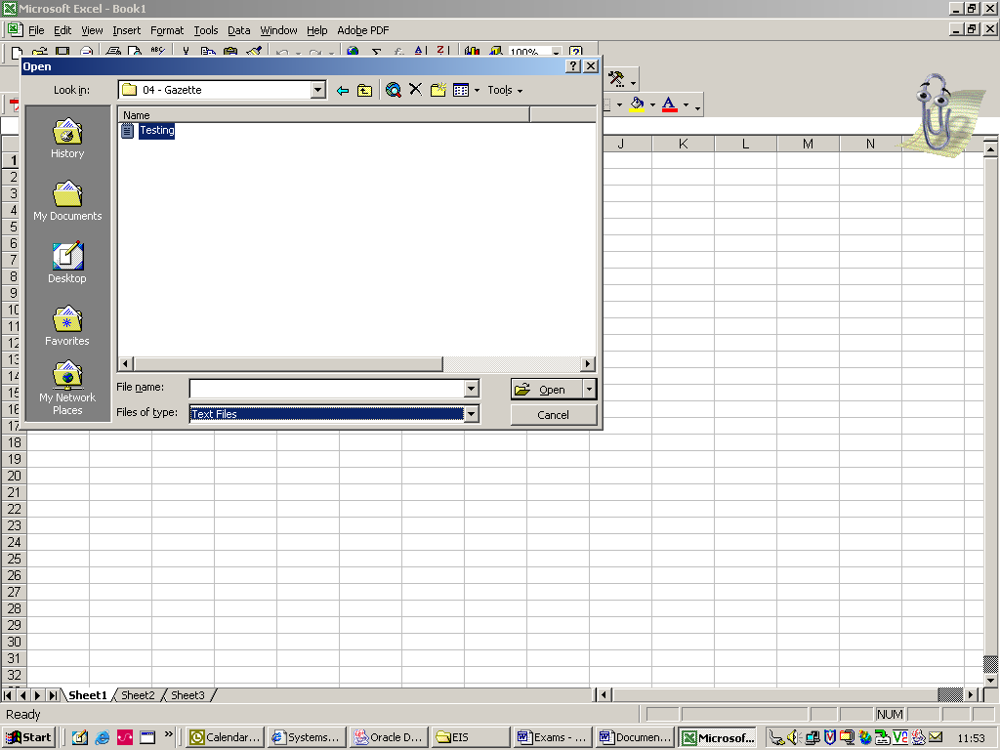 Microsoft Excel - Book1
File Edit View Insert Format Tools Data Window Help Adobe PDF
100%
Open
Look in: 04 - Gazette Tools
Name
Testing
History
My Documents
Desktop
Favorites
My Network
Places
File name:
Open
Files of type: Text Files
Cancel
J K L M N
1
2
3
4
5
6
7
8
9
10
11
12
13
14
15
16
17
18
19
20
21
22
23
24
25
26
27
28
29
30
31
32
Sheet1 Sheet2 Sheet3
Ready NUM
Start Calendar... Systems... Oracle D... EIS Exams - ... Documen... Microsof... 11:53